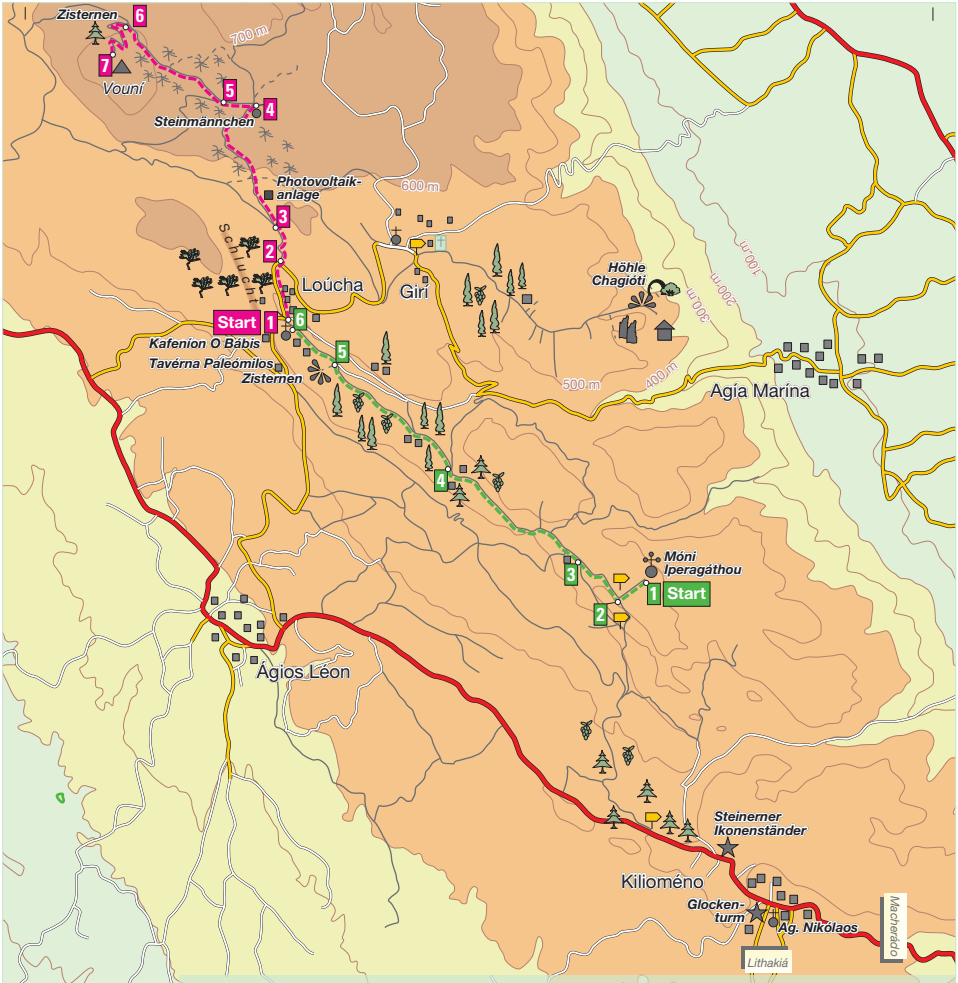 Zisternen
6
700 m
7
Vouní
5
4
Steinmännchen
600 m
Photovoltaik-
anlage
3
2
Schlucht
Loúcha
Girí
Höhle
Chagióti
100 m
200 m
300 m
400 m
500 m
Start 1
6
Kafeníon O Bábis
Tavérna Paleómilos
Zisternen
5
Agía Marína
4
3
Móni
Iperagáthou
1 Start
2
Ágios Léon
Steinerner
Ikonenständer
Kilioméno
Glocken-
turm
Ag. Nikólaos
Macherádo
Lithakiá